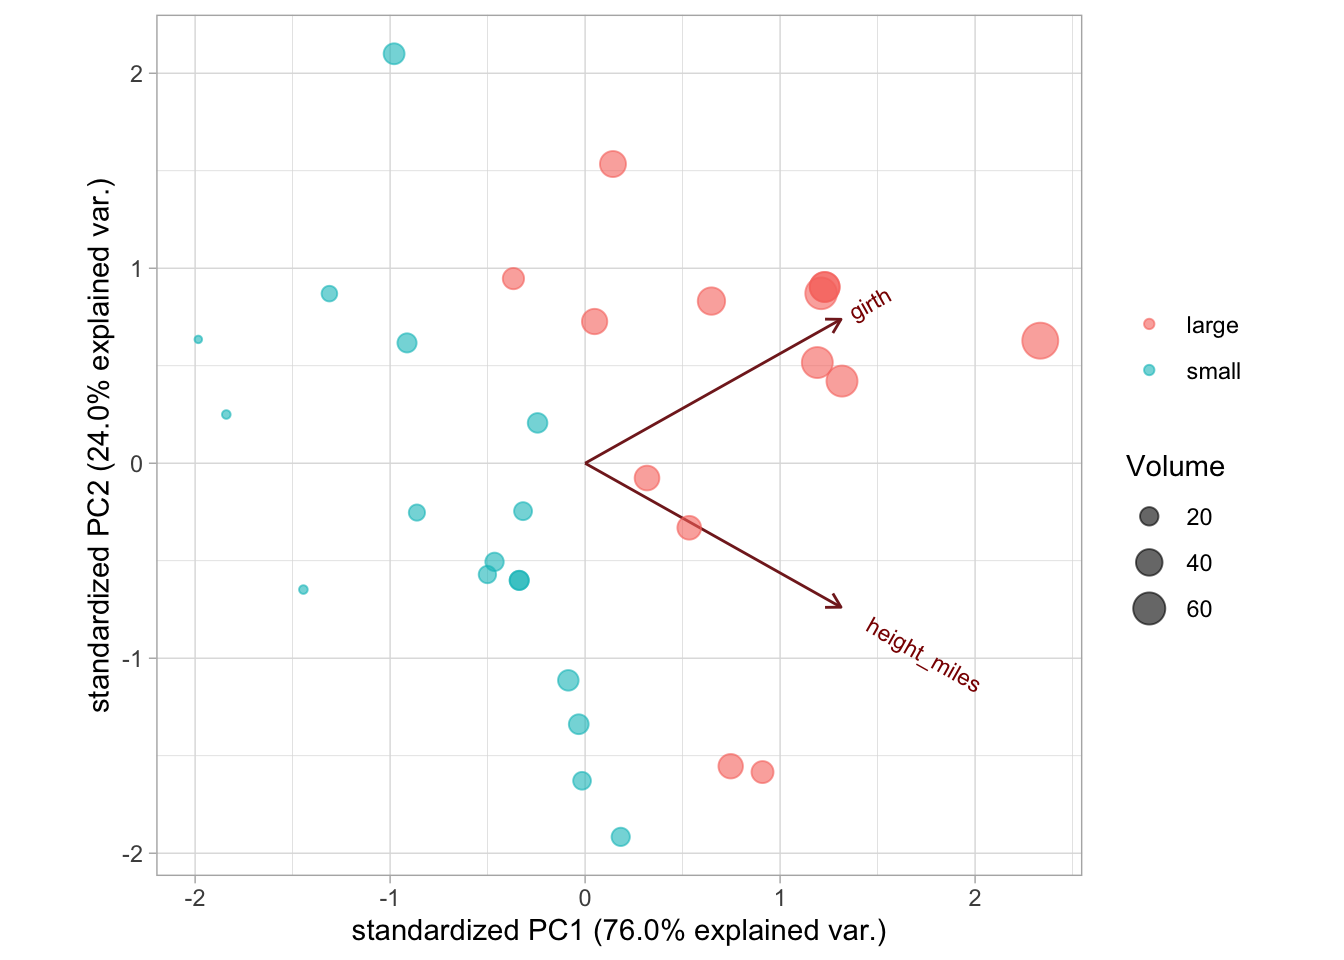 2
1
0
-1
-2
standardized PC2 (24.0% explained var.)
girth
height_miles
-2
-1
0
1
2
standardized PC1 (76.0% explained var.)
large
small
Volume
20
40
60